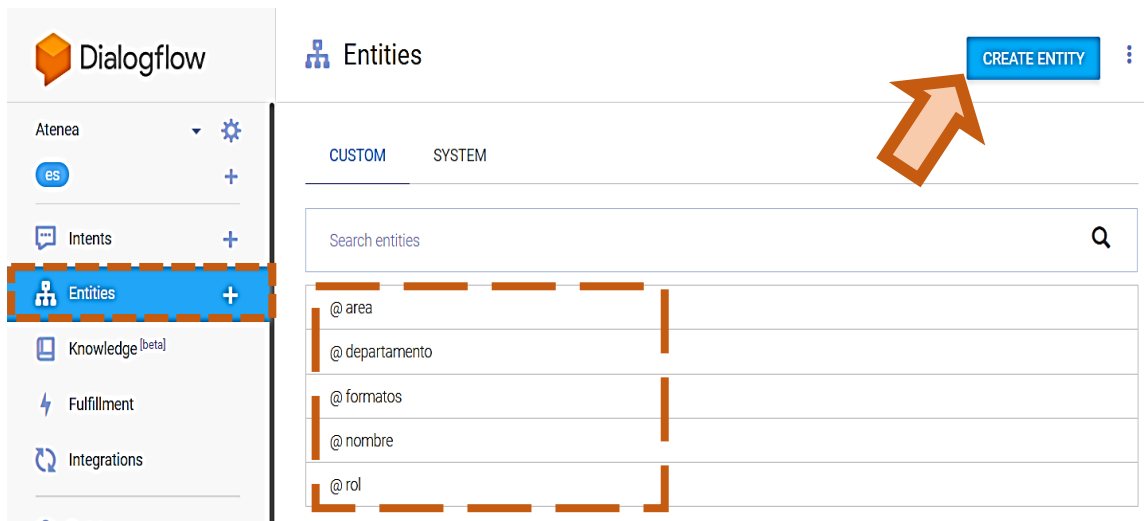 Dialogflow
Entities
CREATE ENTITY
Atenea
es
Intents
Entities
Knowledge [beta]
Fulfillment
Integrations
CUSTOM
SYSTEM
Search entities
@ area
@ departamento
@ formatos
@ nombre
@ rol